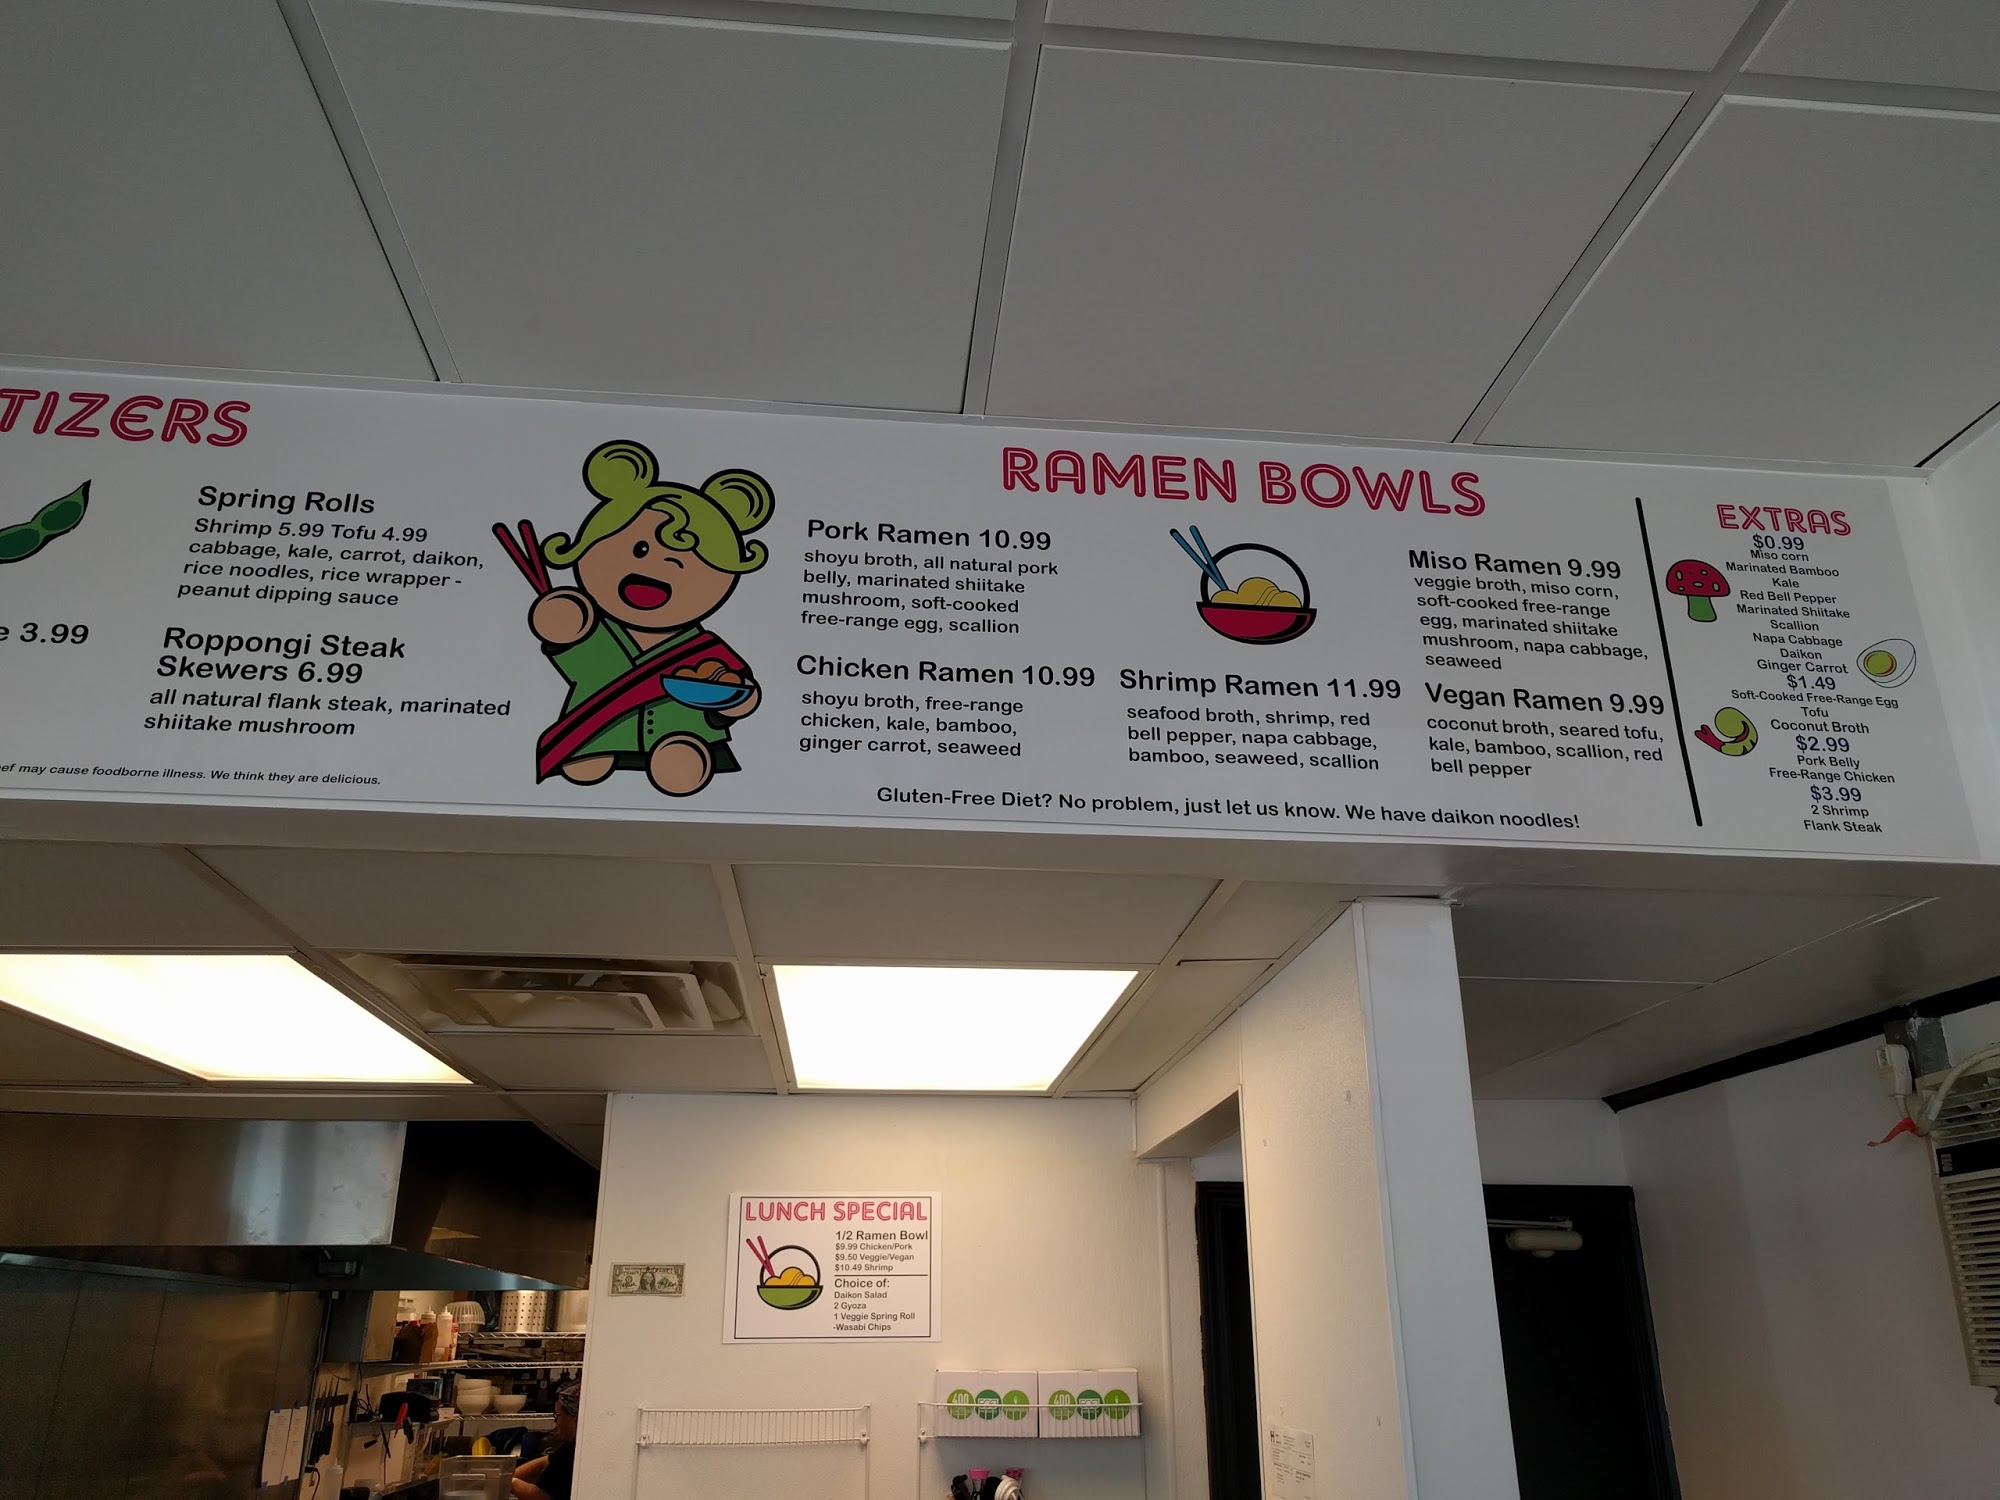 TIZERS
Spring Rolls
Shrimp 5.99 Tofu 4.99
cabbage, kale, carrot, daikon,
rice noodles, rice wrapper -
peanut dipping sauce
e 3.99
Roppongi Steak
Skewers 6.99
all natural flank steak, marinated
shiitake mushroom
ef may cause foodborne illness. We think they are delicious.
RAMEN BOWLS
Pork Ramen 10.99
shoyu broth, all natural pork
belly, marinated shiitake
mushroom, soft-cooked
free-range egg, scallion
Chicken Ramen 10.99
shoyu broth, free-range
chicken, kale, bamboo,
ginger carrot, seaweed
Shrimp Ramen 11.99
seafood broth, shrimp, red
bell pepper, napa cabbage,
bamboo, seaweed, scallion
Miso Ramen 9.99
veggie broth, miso corn,
soft-cooked free-range
egg, marinated shiitake
mushroom, napa cabbage,
seaweed
Vegan Ramen 9.99
coconut broth, seared tofu,
kale, bamboo, scallion, red
bell pepper
Gluten-Free Diet? No problem, just let us know. We have daikon noodles!
EXTRAS
$0.99
Miso corn
Marinated Bamboo
Kale
Red Bell Pepper
Marinated Shiitake
Scallion
Napa Cabbage
Daikon
Ginger Carrot
$1.49
Soft-Cooked Free-Range Egg
Tofu
Coconut Broth
$2.99
Pork Belly
Free-Range Chicken
$3.99
2 Shrimp
Flank Steak
LUNCH SPECIAL
1/2 Ramen Bowl
$9.99 Chicken/Pork
$9.50 Veggie/Vegan
$10.49 Shrimp
Choice of:
Daikon Salad
2 Gyoza
1 Veggie Spring Roll
-Wasabi Chips
400
400